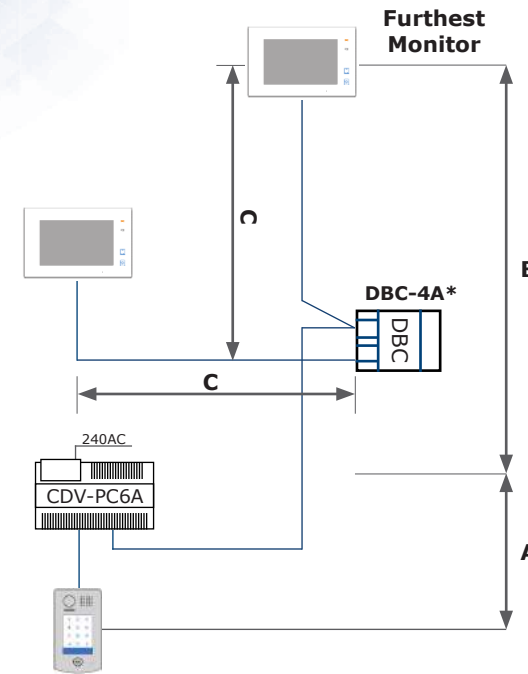 Furthest
Monitor
C
B
DBC-4A*
DBC
C
240AC
CDV-PC6A
A